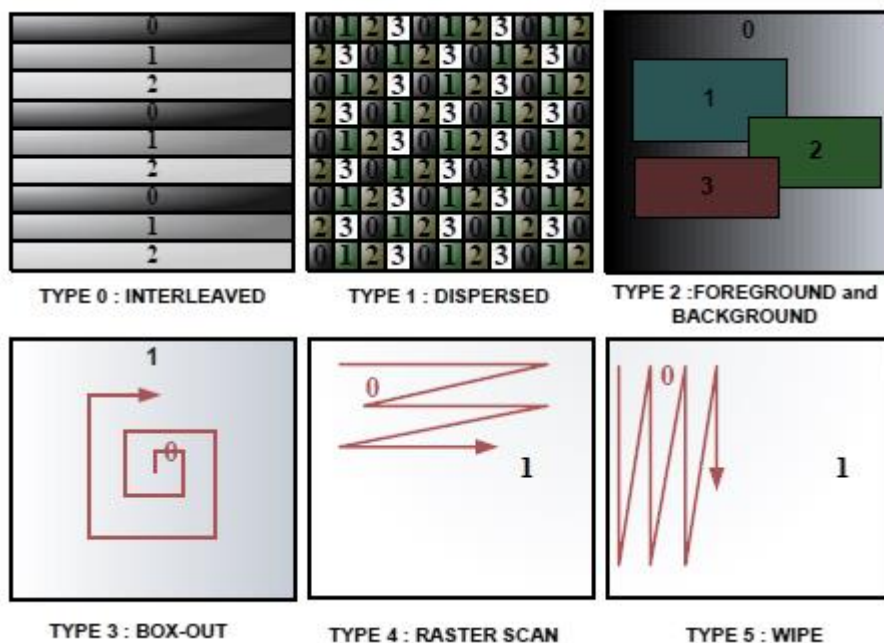 0
1
2
0
1
2
0
1
2
TYPE 0 : INTERLEAVED
0 1 2 3 0 1 2 3 0 1 2
2 3 0 1 2 3 0 1 2 3 0
0 1 2 3 0 1 2 3 0 1 2
2 3 0 1 2 3 0 1 2 3 0
0 1 2 3 0 1 2 3 0 1 2
2 3 0 1 2 3 0 1 2 3 0
0 1 2 3 0 1 2 3 0 1 2
2 3 0 1 2 3 0 1 2 3 0
0 1 2 3 0 1 2 3 0 1 2
TYPE 1 : DISPERSED
0
1
2
3
TYPE 2 :FOREGROUND and
BACKGROUND
1
0
TYPE 3 : BOX-OUT
0
1
TYPE 4 : RASTER SCAN
0
1
TYPE 5 : WIPE